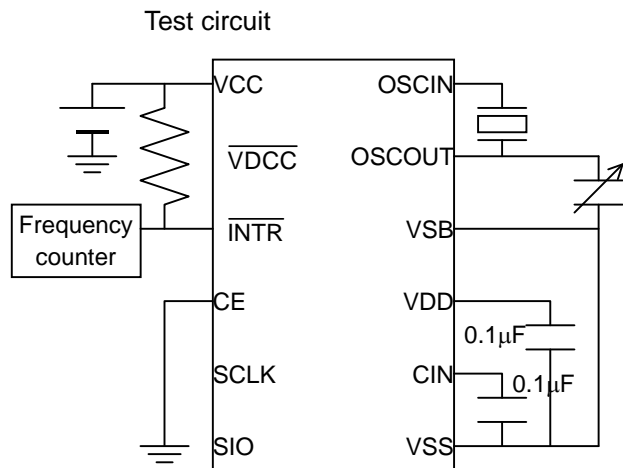 Test circuit
VCC
OSCIN
VDCC
OSCOUT
Frequency
counter
INTR
VSB
CE
VDD
0.1μF
SCLK
CIN
0.1μF
SIO
VSS